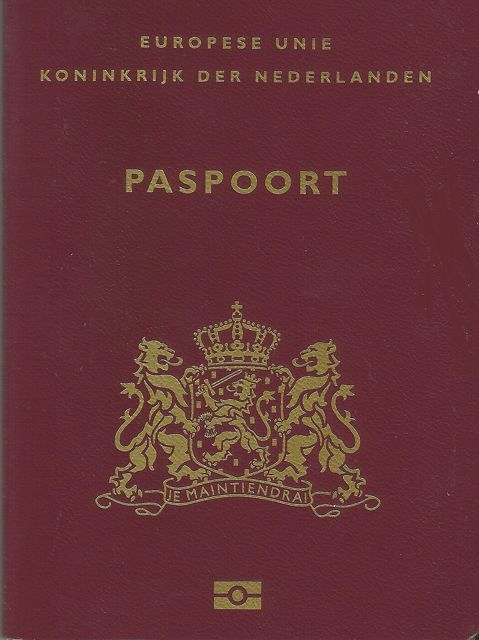 EUROPESE UNIE
KONINKRIJK DER NEDERLANDEN
PASPOORT
JE MAINTIENDRAI